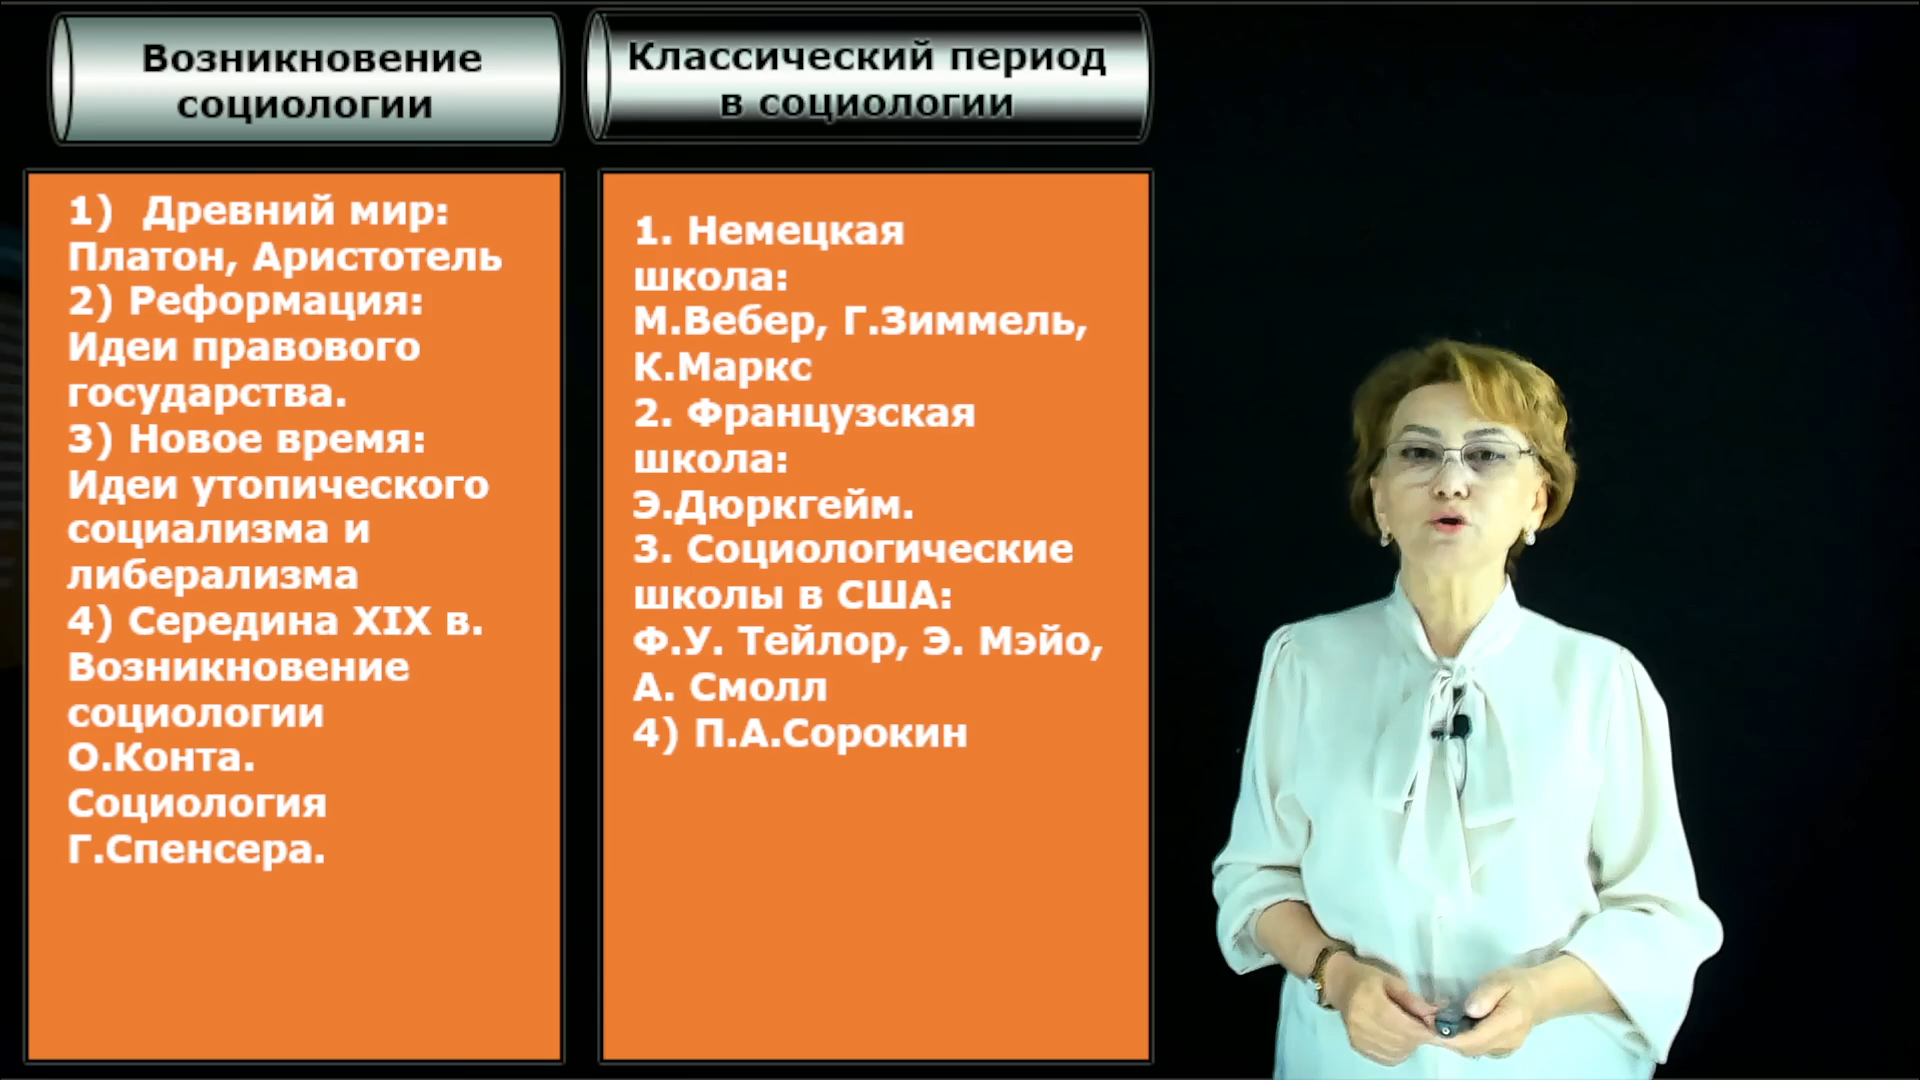 Возникновение
социологии
1) Древний мир:
Платон, Аристотель
2) Реформация:
Идеи правового
государства.
3) Новое время:
Идеи утопического
социализма и
либерализма
4) Середина XIX в.
Возникновение
социологии
О.Конта.
Социология
Г.Спенсера.
Классический период
в социологии
1. Немецкая
школа:
М.Вебер, Г.Зиммель,
К.Маркс
2. Французская
школа:
Э.Дюркгейм.
3. Социологические
школы в США:
Ф.У. Тейлор, Э. Мэйо,
А. Смолл
4) П.А.Сорокин